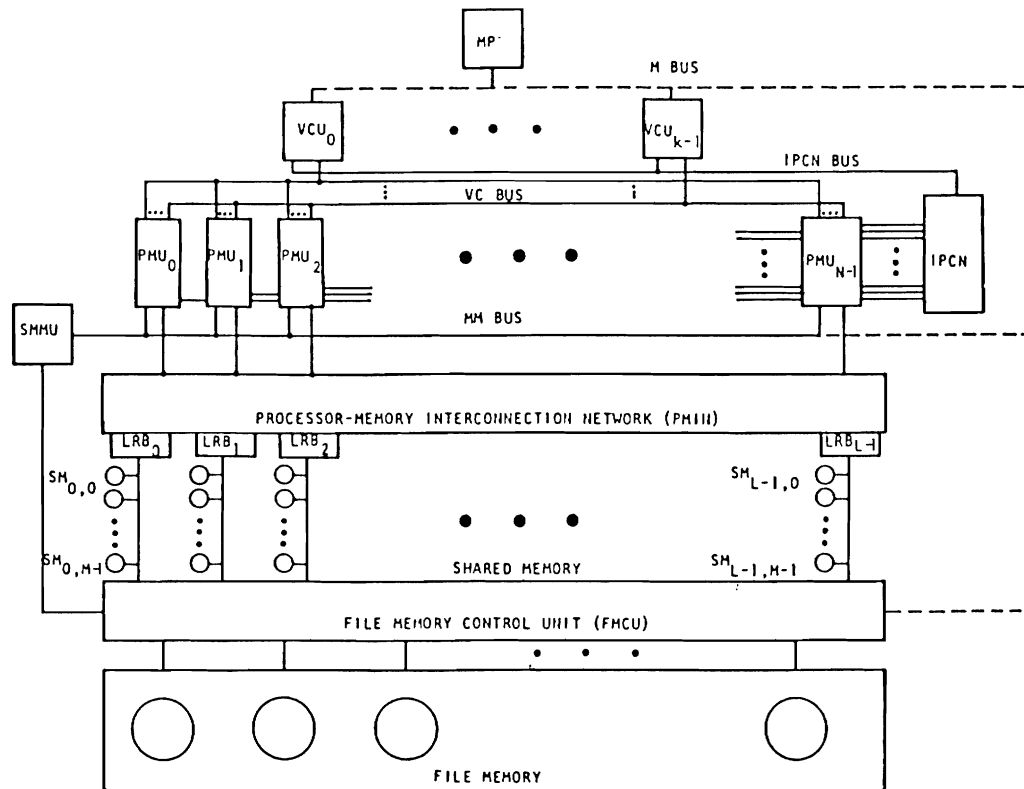 MP
M BUS
VCU0
VCUk-1
IPCN BUS
VC BUS
PMU0
PMU1
PMU2
PMUN-1
IPCN
MM BUS
SMMU
PROCESSOR-MEMORY INTERCONNECTION NETWORK (PMIN)
LRB0
LRB1
LRB2
LRBL-1
SM0,0
SML-1,0
SM0,M-1
SHARED MEMORY
SML-1,M-1
FILE MEMORY CONTROL UNIT (FMCU)
FILE MEMORY